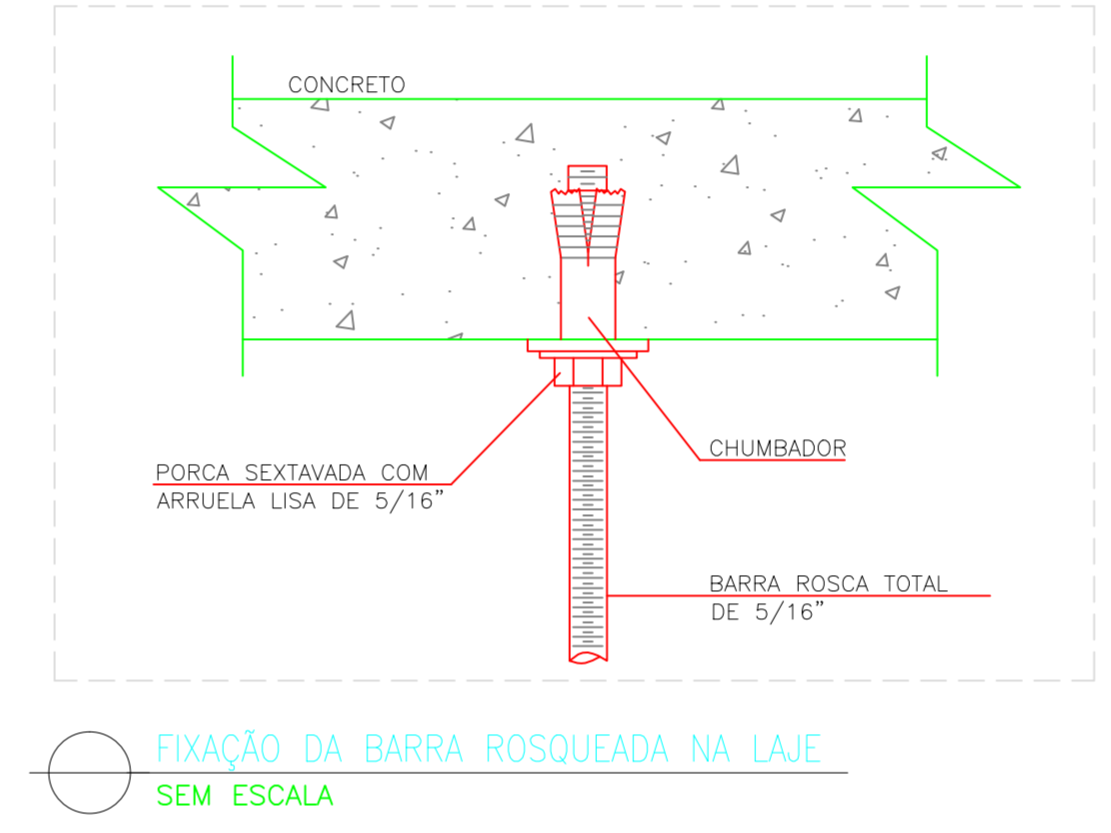 CONCRETO
CHUMBADOR
PORCA SEXTAVADA COM
ARRUELA LISA DE 5/16”
BARRA ROSCA TOTAL
DE 5/16”
FIXAÇÃO DA BARRA ROSQUEADA NA LAJE
SEM ESCALA